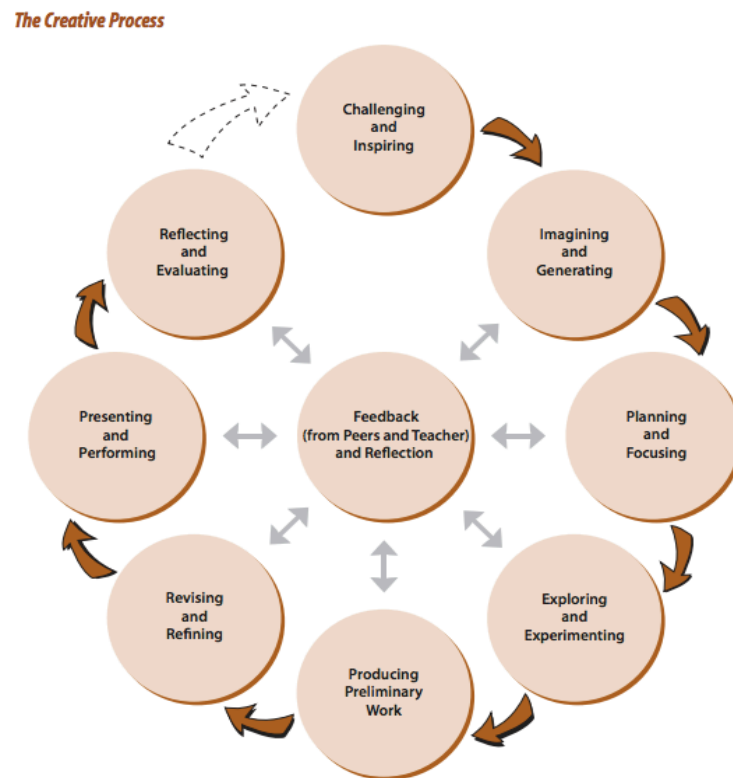 The Creative Process
Challenging
and
Inspiring
Imagining
and
Generating
Planning
and
Focusing
Exploring
and
Experimenting
Producing
Preliminary
Work
Revising
and
Refining
Presenting
and
Performing
Reflecting
and
Evaluating
Feedback
(from Peers and Teacher)
and Reflection